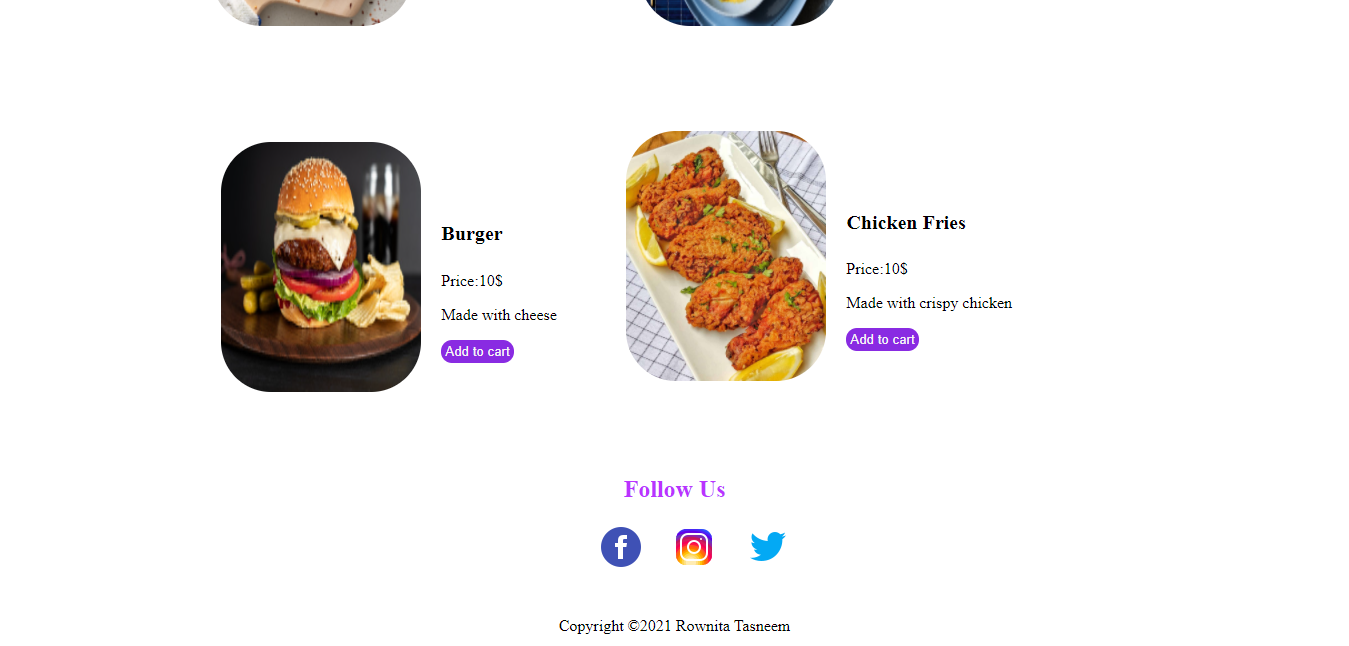 Burger
Price:10$
Made with cheese
Add to cart
Chicken Fries
Price:10$
Made with crispy chicken
Add to cart
Follow Us
Copyright ©2021 Rownita Tasneem